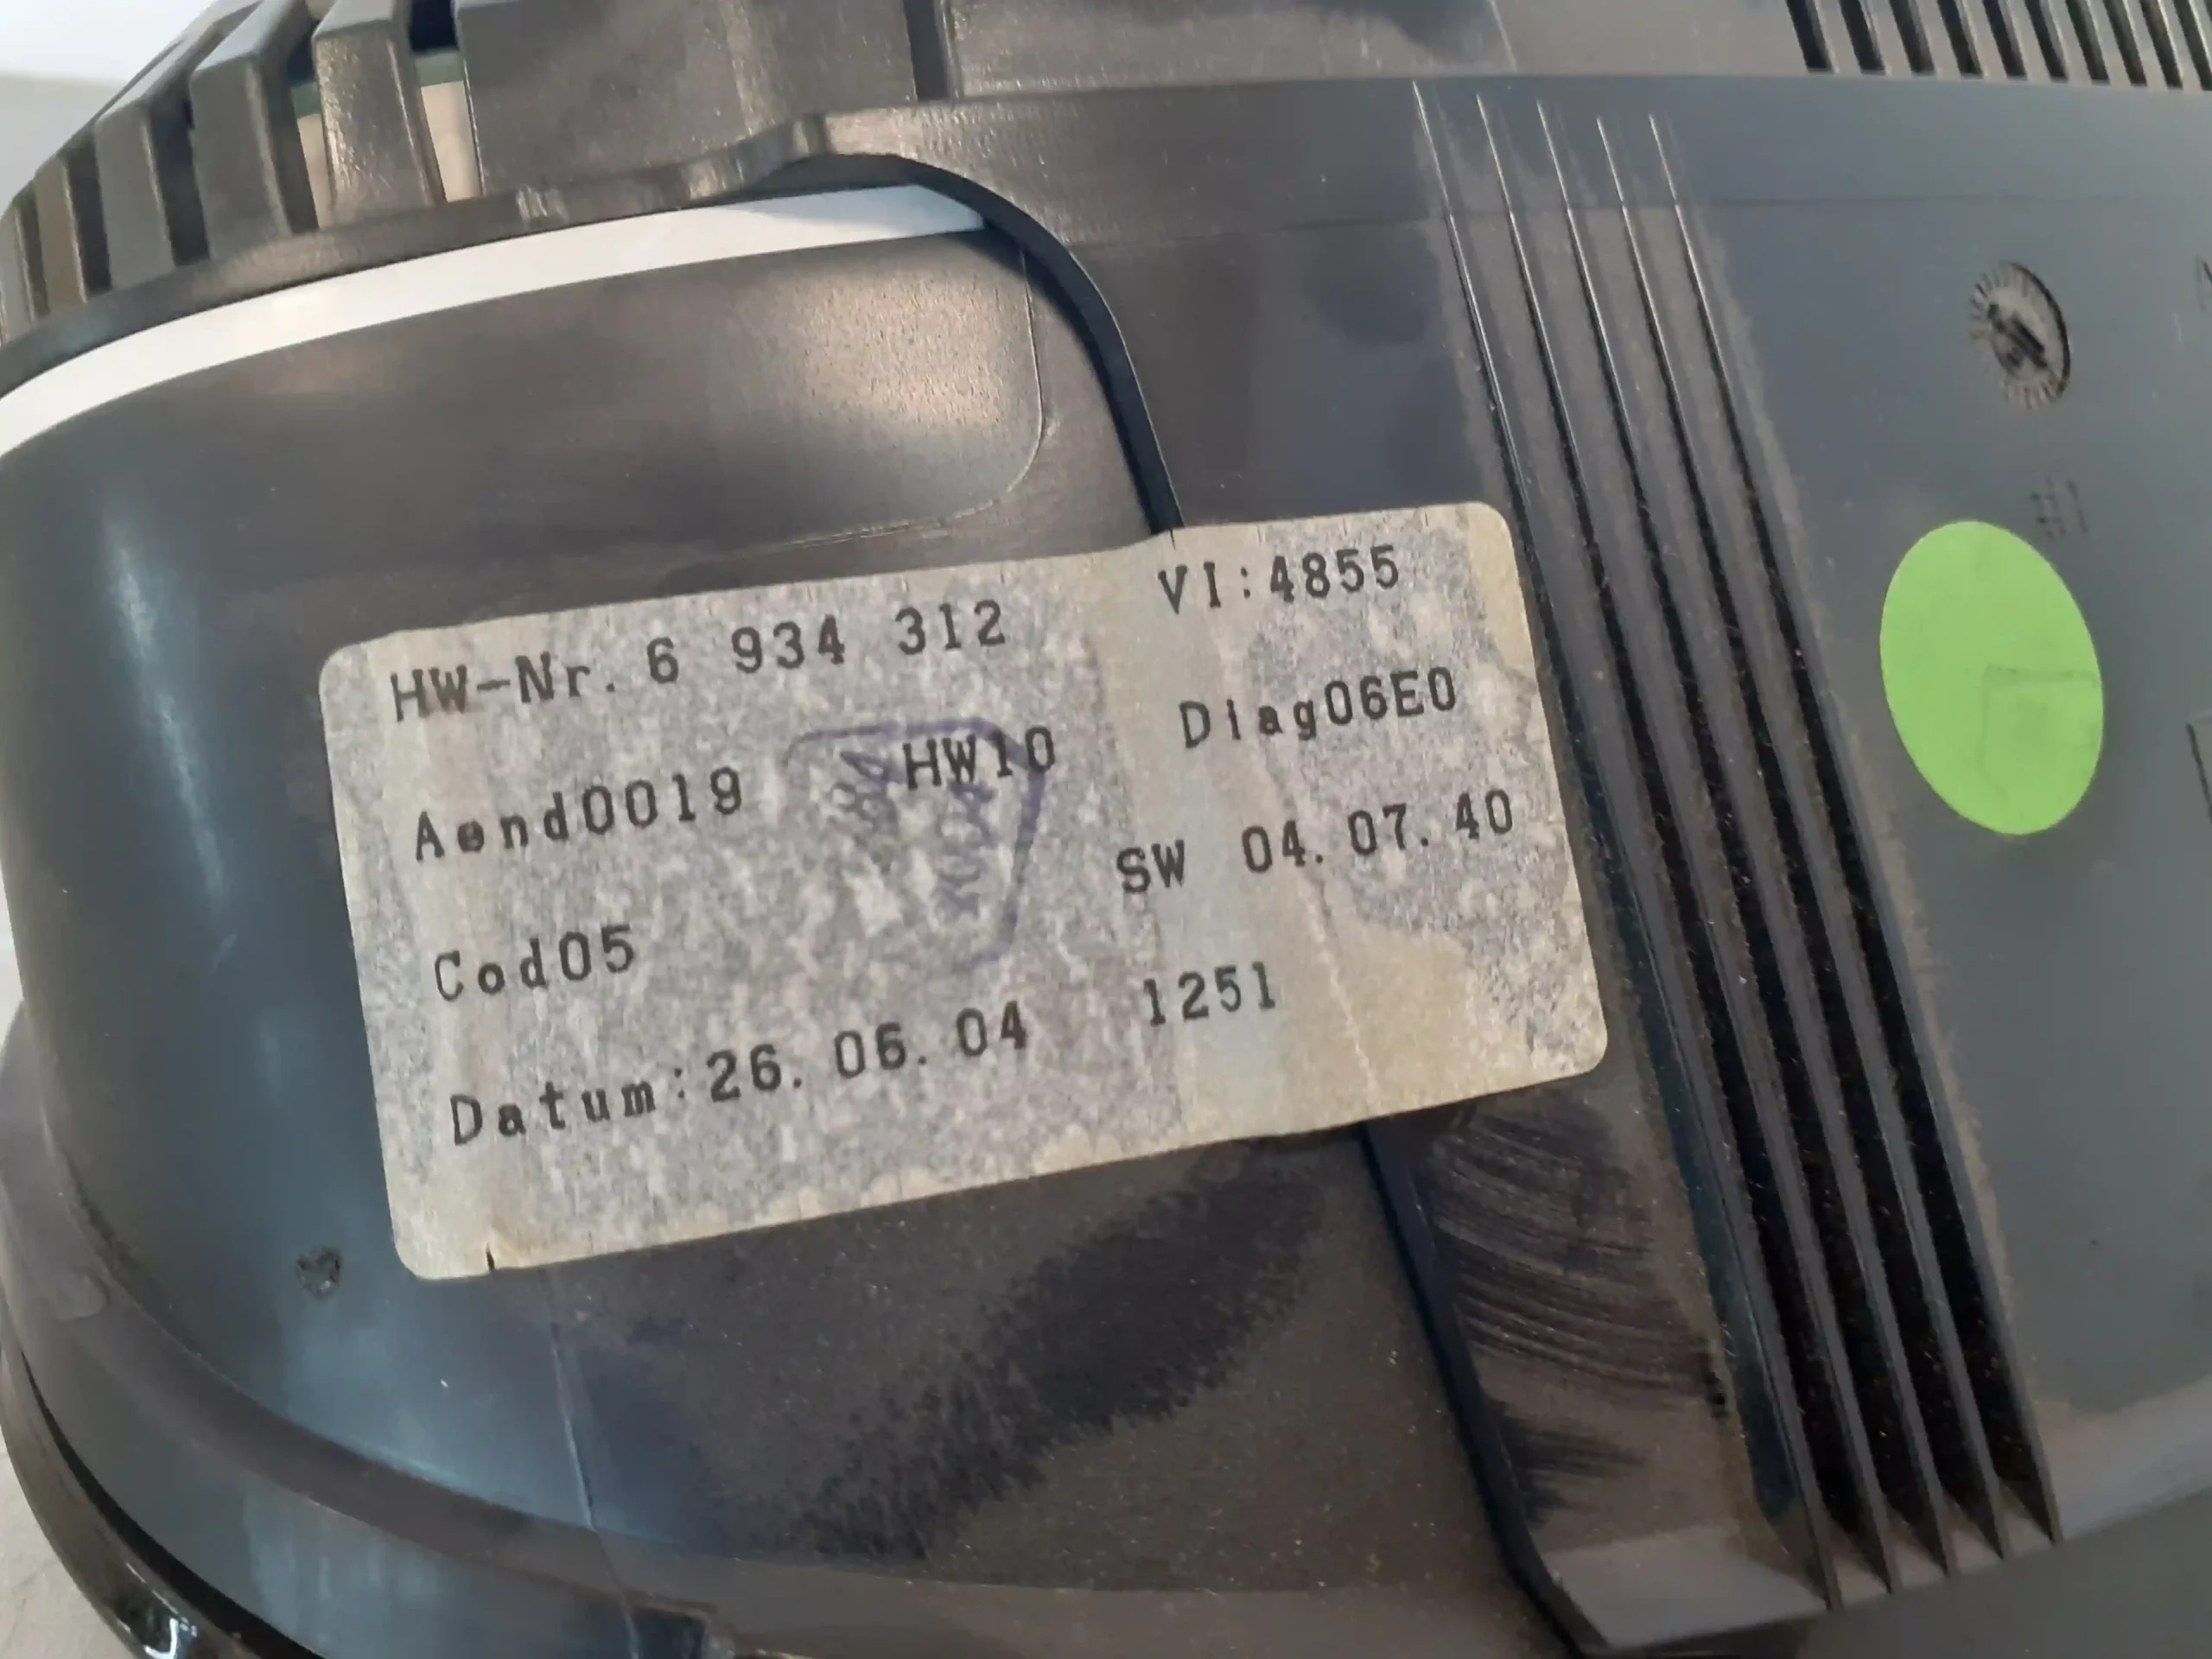 HW-Nr. 6 934 312 VI:4855
Aend0019 HW10 Diag06E0
Cod05 SW 04.07.40
Datum:26.06.04 1251
#1